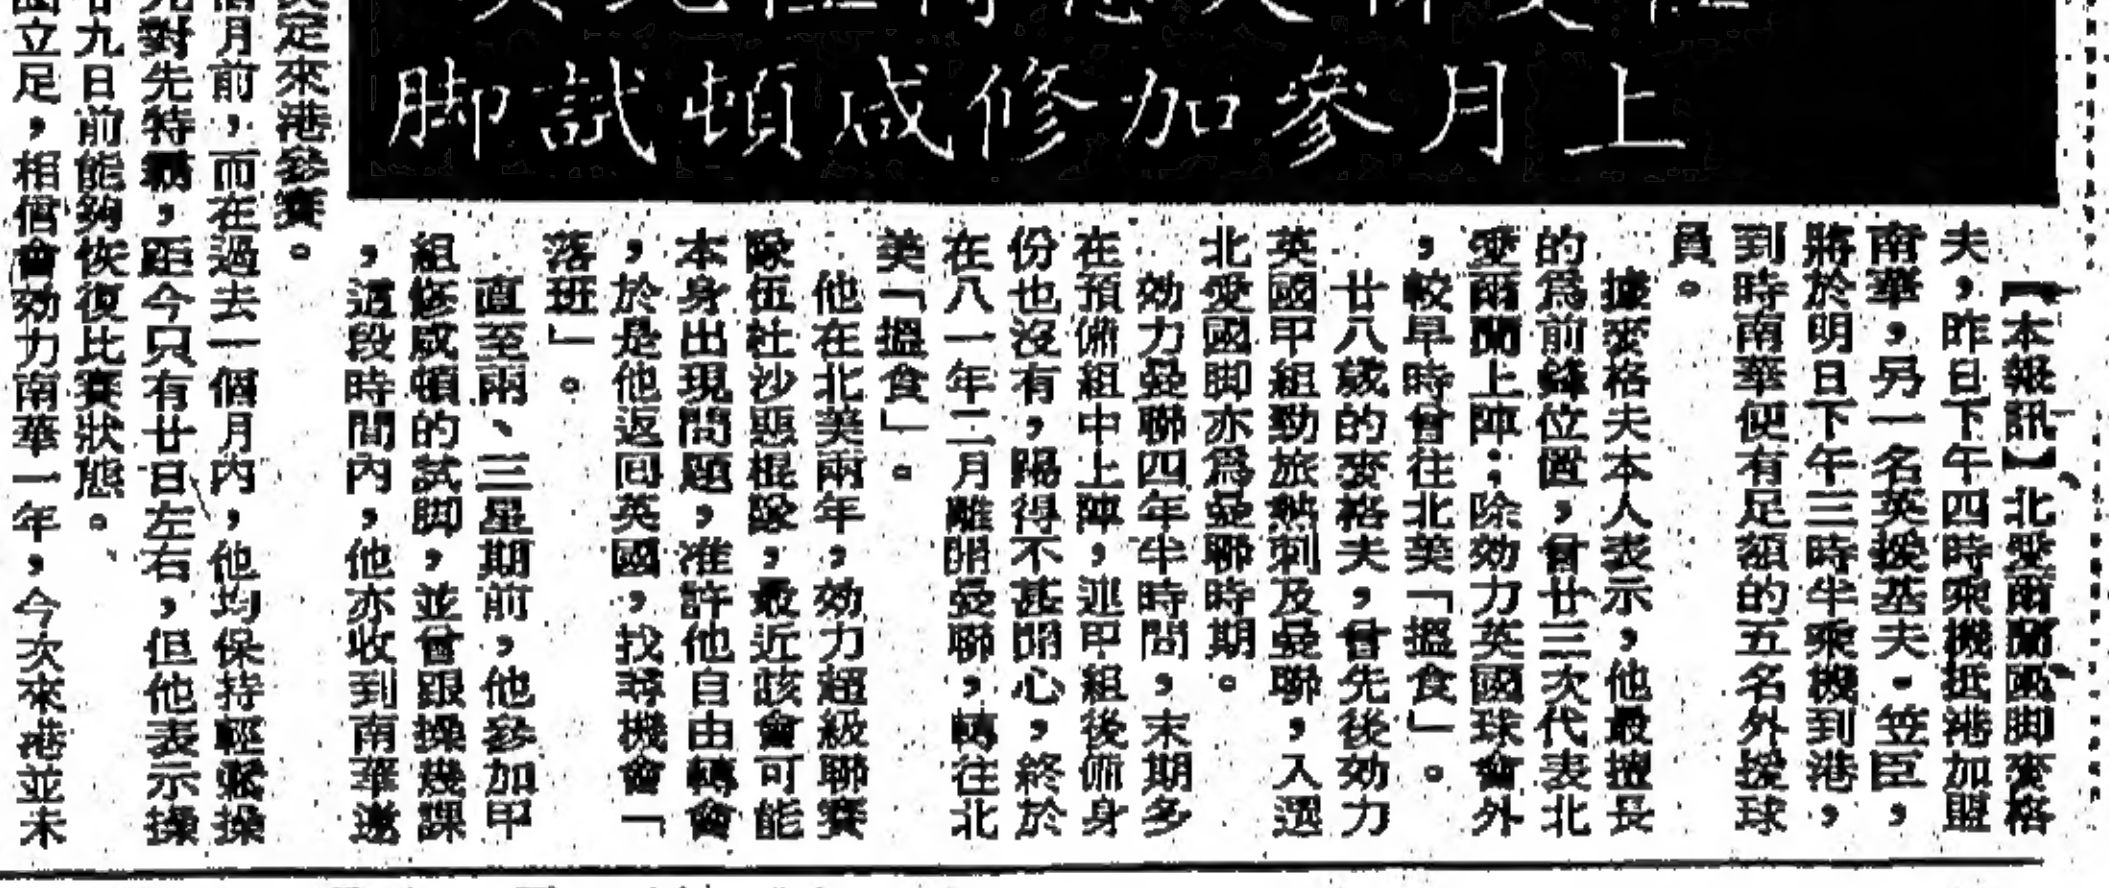 上月參加修咸頓試脚
【本報訊】北愛爾蘭國脚麥格
夫，昨日下午四時乘機抵港加盟
南華，另一名英援基夫·笠臣，
將於明日下午三時半乘機到港，
到時南華便有足額的五名外援球
員。
據麥格夫本人表示，他最擅長
的爲前鋒位置，曾廿三次代表北
愛爾蘭上陣；除効力英國球會外
，較早時曾往北美「搵食」。
廿八歲的麥格夫，曾先後効力
英國甲組勁旅熱刺及曼聯，入選
北愛國脚亦爲曼聯時期。
効力曼聯四年半時間，末期多
在預備組中上陣，連甲組後備身
份也沒有，踢得不甚開心，終於
在八一年二月離開曼聯，轉往北
美「搵食」。
他在北美兩年，効力超級聯賽
隊伍社沙惡棍隊，最近該會可能
本身出現問題，准許他自由轉會
，於是他返回英國，找尋機會「
落班」。
直至兩、三星期前，他參加甲
組修咸頓的試脚，並曾跟操幾課
，這段時間內，他亦收到南華邀
定來港參賽。
個月前，而在過去一個月內，他均保持輕鬆操
對先特頓，距今只有廿日左右，但他表示操
九日前能夠恢復比賽狀態。
立足，相信會効力南華一年，今次來港並未